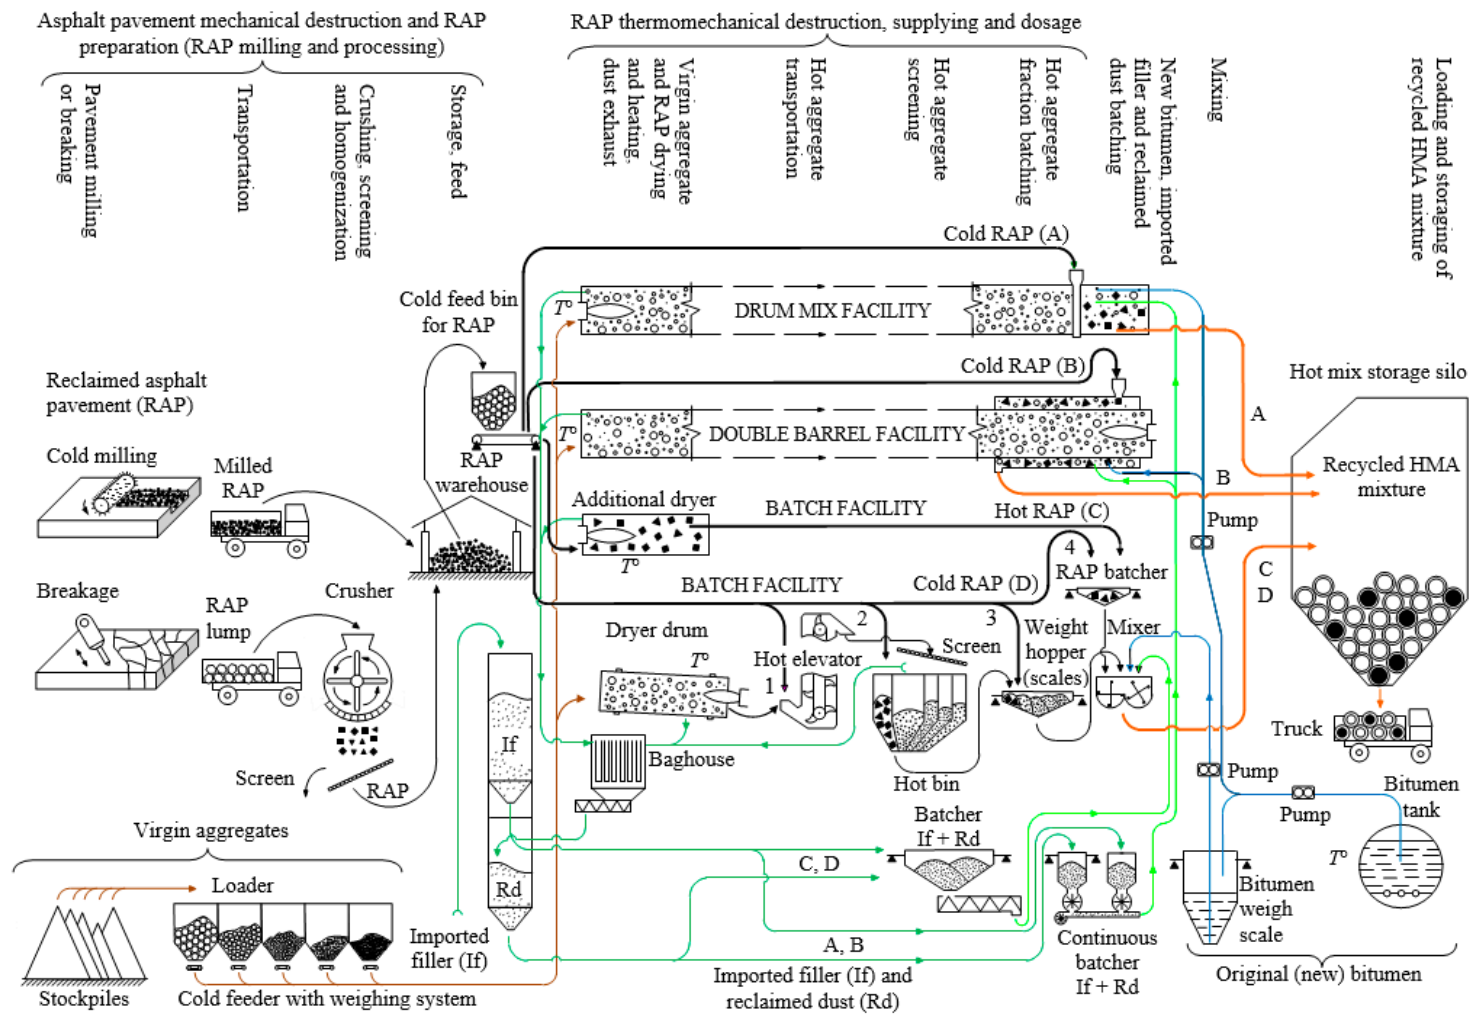 Asphalt pavement mechanical destruction and RAP
preparation (RAP milling and processing)
RAP thermomechanical destruction, supplying and dosage
Pavement milling
or breaking
Transportation
Crushing, screening
and homogenization
Storage, feed
Virgin aggregate
and RAP drying
and heating,
dust exhaust
Hot aggregate
transportation
Hot aggregate
screening
Hot aggregate
fraction batching
New bitumen, imported
filler and reclaimed
dust batching
Mixing
Loading and storaging of
recycled HMA mixture
Cold RAP (A)
Cold feed bin
for RAP
T°
DRUM MIX FACILITY
Cold RAP (B)
Reclaimed asphalt
pavement (RAP)
Hot mix storage silo
A
T°
DOUBLE BARREL FACILITY
Cold milling
Milled
RAP
RAP
warehouse
B
Recycled HMA
mixture
Additional dryer
BATCH FACILITY
Hot RAP (C)
Pump
T°
4
RAP batcher
C
D
Breakage
RAP
lump
Crusher
BATCH FACILITY
Cold RAP (D)
Dryer drum
2
3
Weight
hopper
(scales)
Mixer
Screen
T°
Hot elevator
1
If
Truck
Baghouse
Screen
RAP
Hot bin
Pump
Pump
Bitumen
tank
Virgin aggregates
Batcher
If + Rd
T°
C, D
Rd
Loader
Bitumen
weigh
scale
Imported
filler (If)
A, B
Continuous
batcher
If + Rd
Stockpiles
Cold feeder with weighing system
Imported filler (If) and
reclaimed dust (Rd)
Original (new) bitumen